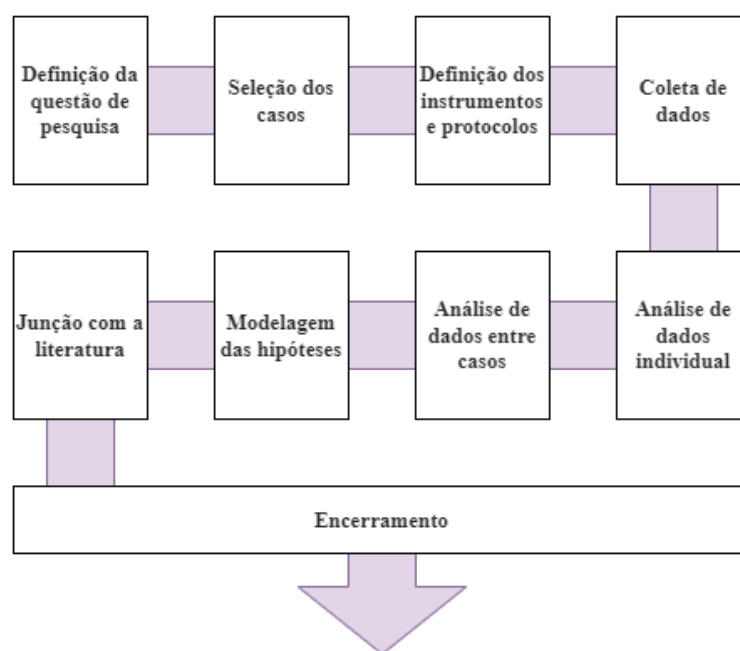 Definição da
questão de
pesquisa
Seleção dos
casos
Definição dos
instrumentos
e protocolos
Coleta de
dados
Junção com a
literatura
Modelagem
das hipóteses
Análise de
dados entre
casos
Análise de
dados
individual
Encerramento